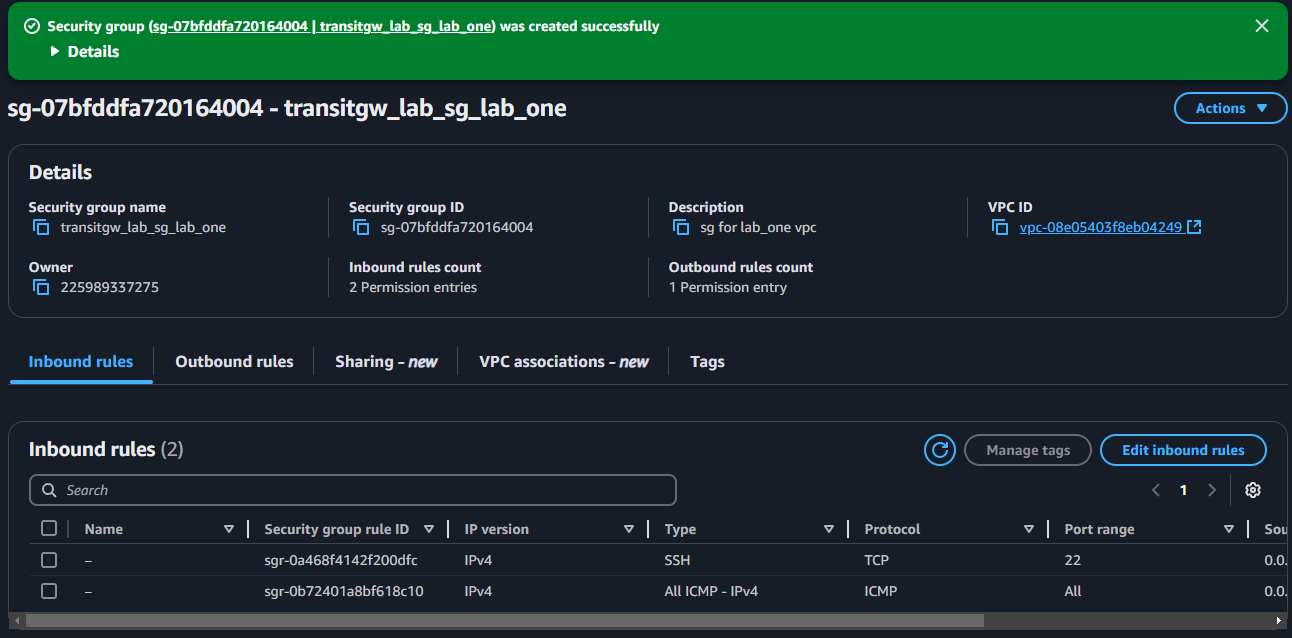 Security group (sg-07bfddfa720164004 | transitgw_lab_sg_lab_one) was created successfully
Details
sg-07bfddfa720164004 - transitgw_lab_sg_lab_one
Actions
Details
Security group name
transitgw_lab_sg_lab_one
Security group ID
sg-07bfddfa720164004
Description
sg for lab_one vpc
VPC ID
vpc-08e05403f8eb04249
Owner
225989337275
Inbound rules count
2 Permission entries
Outbound rules count
1 Permission entry
Inbound rules
Outbound rules
Sharing - new
VPC associations - new
Tags
Inbound rules (2)
Manage tags
Edit inbound rules
Search
1
Name Security group rule ID IP version Type Protocol Port range Sou
– sgr-0a468f4142f200dfc IPv4 SSH TCP 22 0.0.
– sgr-0b72401a8bf618c10 IPv4 All ICMP - IPv4 ICMP All 0.0.